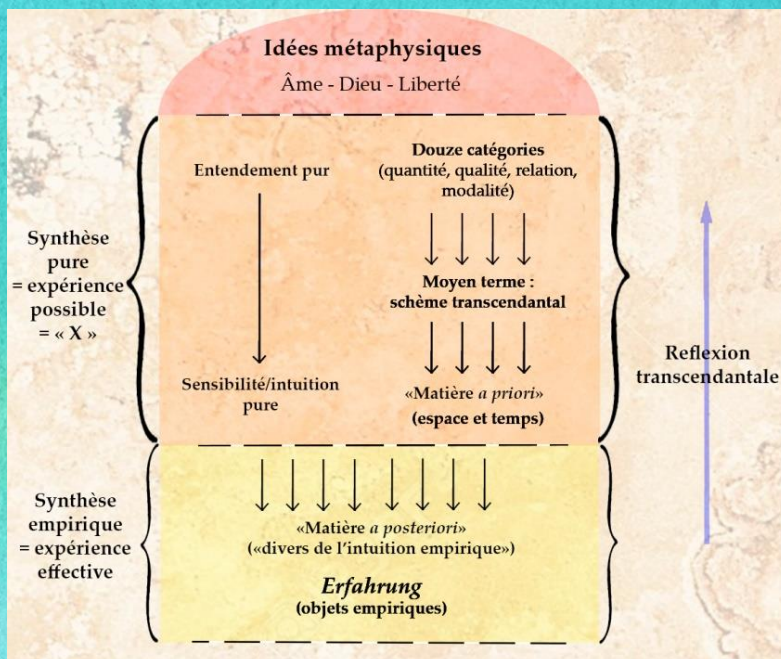 Idées métaphysiques
Âme - Dieu - Liberté
Synthèse
pure
= expérience
possible
= « X »
Entendement pur
Sensibilité/intuition
pure
Douze catégories
(quantité, qualité, relation,
modalité)
Moyen terme :
schème transcendantal
«Matière a priori»
(espace et temps)
Reflexion
transcendantale
Synthèse
empirique
= expérience
effective
«Matière a posteriori»
(«divers de l'intuition empirique»)
Erfahrung
(objets empiriques)